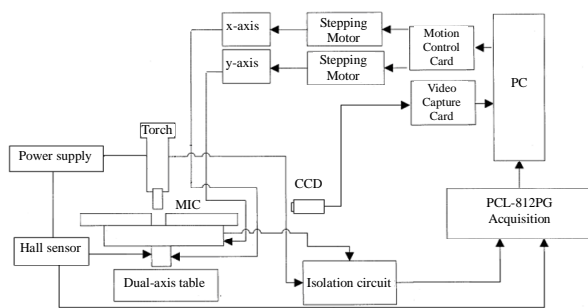 x-axis
Stepping
Motor
Motion
Control
Card
PC
y-axis
Stepping
Motor
Video
Capture
Card
Torch
Power supply
CCD
MIC
PCL-812PG
Acquisition
Hall sensor
Dual-axis table
Isolation circuit